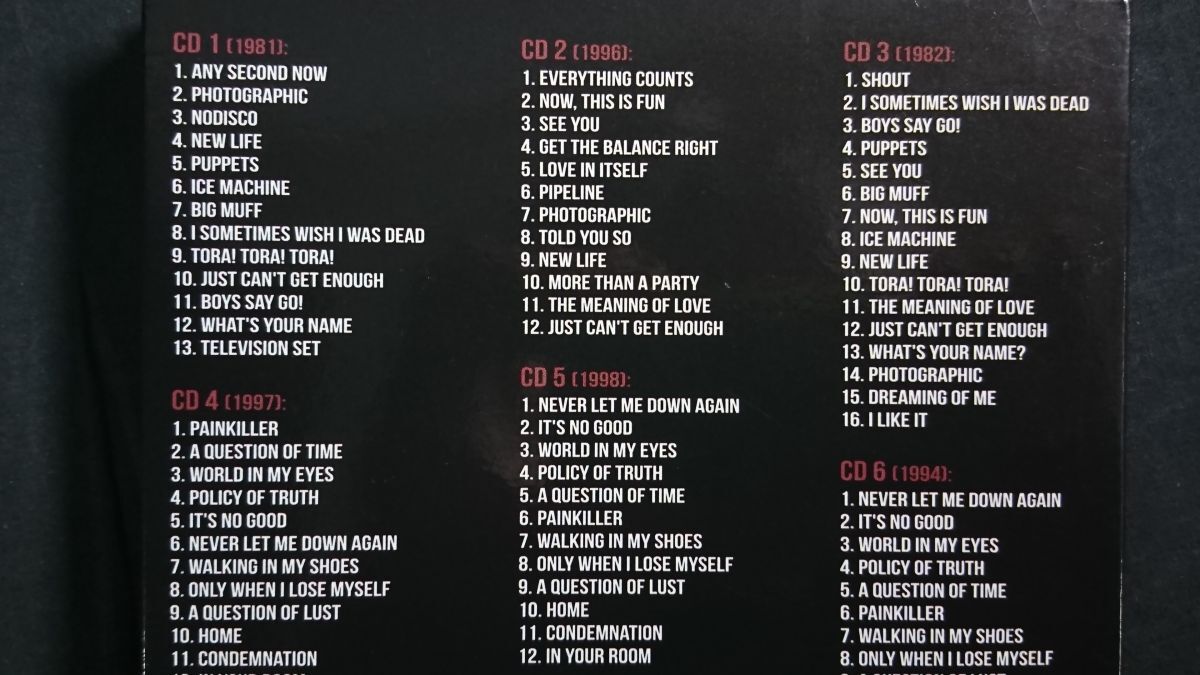 CD 1 (1981):
1. ANY SECOND NOW
2. PHOTOGRAPHIC
3. NODISCO
4. NEW LIFE
5. PUPPETS
6. ICE MACHINE
7. BIG MUFF
8. I SOMETIMES WISH I WAS DEAD
9. TORA! TORA! TORA!
10. JUST CAN'T GET ENOUGH
11. BOYS SAY GO!
12. WHAT'S YOUR NAME
13. TELEVISION SET
CD 4 (1997):
1. PAINKILLER
2. A QUESTION OF TIME
3. WORLD IN MY EYES
4. POLICY OF TRUTH
5. IT'S NO GOOD
6. NEVER LET ME DOWN AGAIN
7. WALKING IN MY SHOES
8. ONLY WHEN I LOSE MYSELF
9. A QUESTION OF LUST
10. HOME
11. CONDEMNATION
12. IN YOUR ROOM
CD 2 (1996):
1. EVERYTHING COUNTS
2. NOW, THIS IS FUN
3. SEE YOU
4. GET THE BALANCE RIGHT
5. LOVE IN ITSELF
6. PIPELINE
7. PHOTOGRAPHIC
8. TOLD YOU SO
9. NEW LIFE
10. MORE THAN A PARTY
11. THE MEANING OF LOVE
12. JUST CAN'T GET ENOUGH
CD 5 (1998):
1. NEVER LET ME DOWN AGAIN
2. IT'S NO GOOD
3. WORLD IN MY EYES
4. POLICY OF TRUTH
5. A QUESTION OF TIME
6. PAINKILLER
7. WALKING IN MY SHOES
8. ONLY WHEN I LOSE MYSELF
9. A QUESTION OF LUST
10. HOME
11. CONDEMNATION
12. IN YOUR ROOM
CD 3 (1982):
1. SHOUT
2. I SOMETIMES WISH I WAS DEAD
3. BOYS SAY GO!
4. PUPPETS
5. SEE YOU
6. BIG MUFF
7. NOW, THIS IS FUN
8. ICE MACHINE
9. NEW LIFE
10. TORA! TORA! TORA!
11. THE MEANING OF LOVE
12. JUST CAN'T GET ENOUGH
13. WHAT'S YOUR NAME?
14. PHOTOGRAPHIC
15. DREAMING OF ME
16. I LIKE IT
CD 6 (1994):
1. NEVER LET ME DOWN AGAIN
2. IT'S NO GOOD
3. WORLD IN MY EYES
4. POLICY OF TRUTH
5. A QUESTION OF TIME
6. PAINKILLER
7. WALKING IN MY SHOES
8. ONLY WHEN I LOSE MYSELF